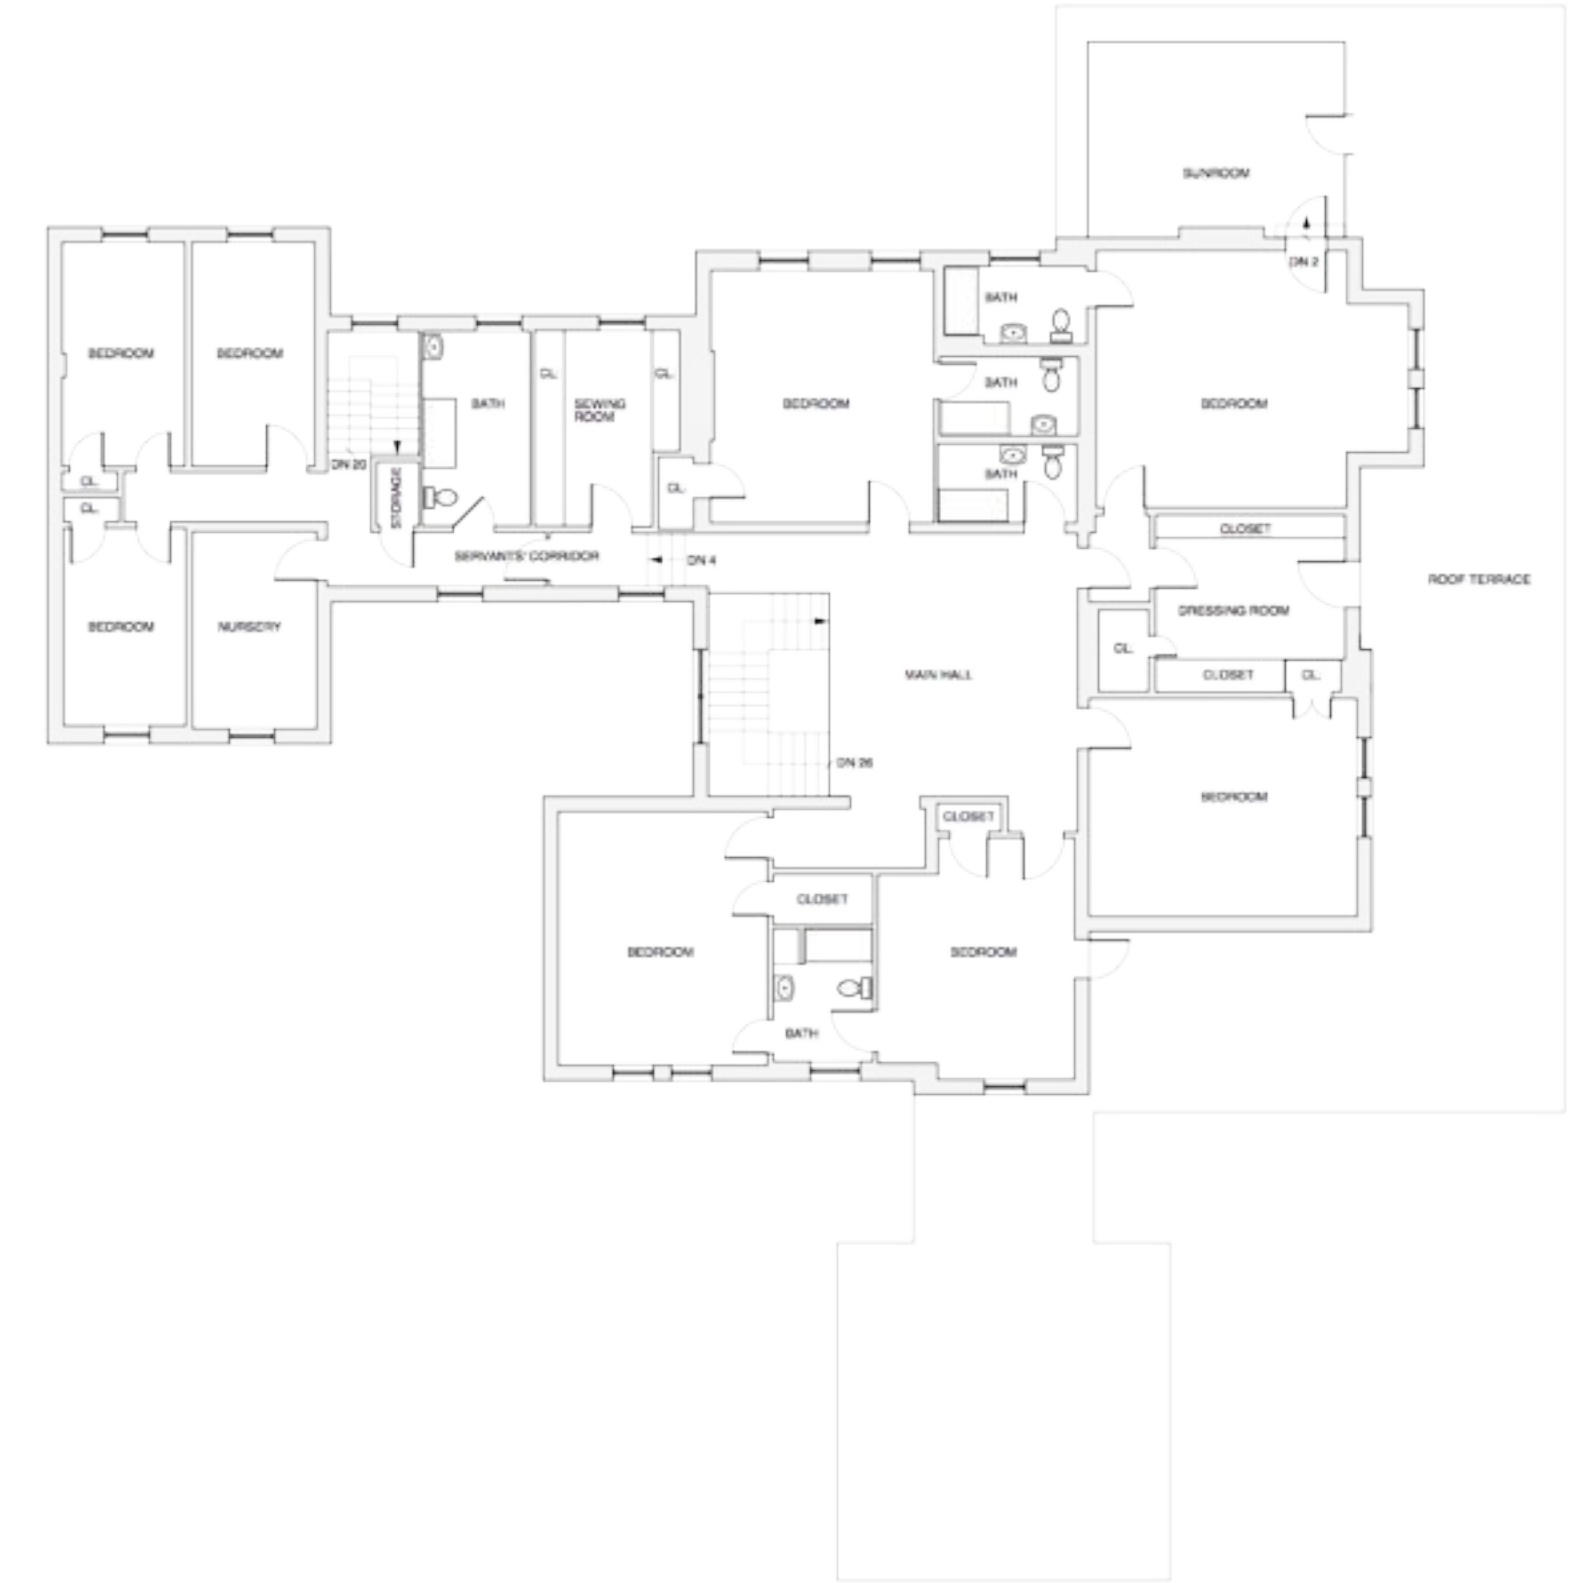 SUNROOM
DN 2
BATH
BEDROOM
BEDROOM
BATH
CL.
CL.
BATH
SEWING
ROOM
BEDROOM
BEDROOM
DN 20
CL.
STORAGE
BATH
CL.
CL.
CLOSET
SERVANTS' CORRIDOR
DN 4
ROOF TERRACE
DRESSING ROOM
BEDROOM
NURSERY
CL.
MAIN HALL
CLOSET
CL.
DN 26
BEDROOM
CLOSET
CLOSET
BEDROOM
BEDROOM
BATH